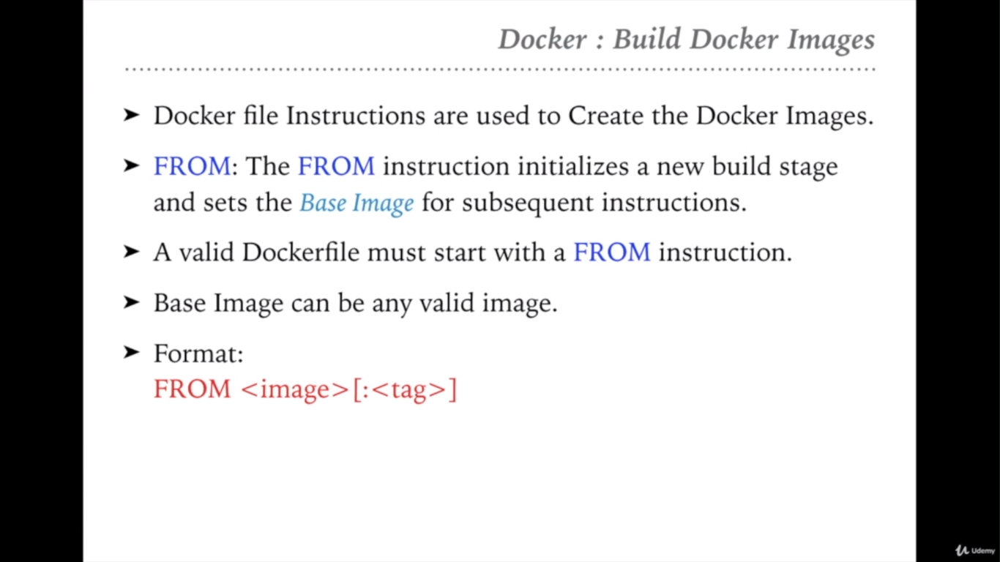 Docker : Build Docker Images
➤ Docker file Instructions are used to Create the Docker Images.
➤ FROM: The FROM instruction initializes a new build stage
and sets the Base Image for subsequent instructions.
➤ A valid Dockerfile must start with a FROM instruction.
➤ Base Image can be any valid image.
➤ Format:
FROM <image>[:<tag>]
Udemy